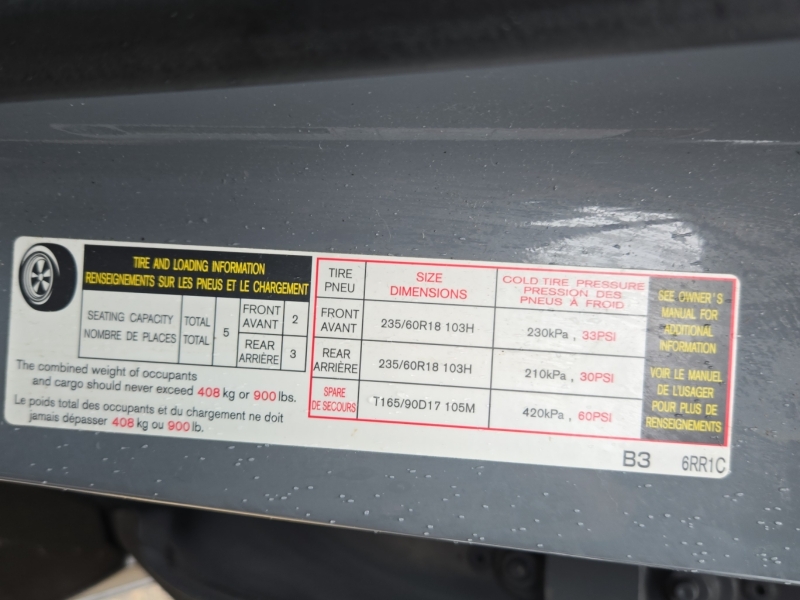 TIRE AND LOADING INFORMATION
RENSEIGNEMENTS SUR LES PNEUS ET LE CHARGEMENT
SEATING CAPACITY
NOMBRE DE PLACES
TOTAL
TOTAL
5
FRONT
AVANT
2
REAR
ARRIÈRE
3
The combined weight of occupants
and cargo should never exceed 408 kg or 900 lbs.
Le poids total des occupants et du chargement ne doit
jamais dépasser 408 kg ou 900 lb.
TIRE
PNEU
SIZE
DIMENSIONS
COLD TIRE PRESSURE
PRESSION DES
PNEUS À FROID
FRONT
AVANT
235/60R18 103H
230kPa , 33PSI
REAR
ARRIÈRE
235/60R18 103H
210kPa , 30PSI
SPARE
DE SECOURS
T165/90D17 105M
420kPa , 60PSI
SEE OWNER'S
MANUAL FOR
ADDITIONAL
INFORMATION
VOIR LE MANUEL
DE L'USAGER
POUR PLUS DE
RENSEIGNEMENTS
B3 6RR1C